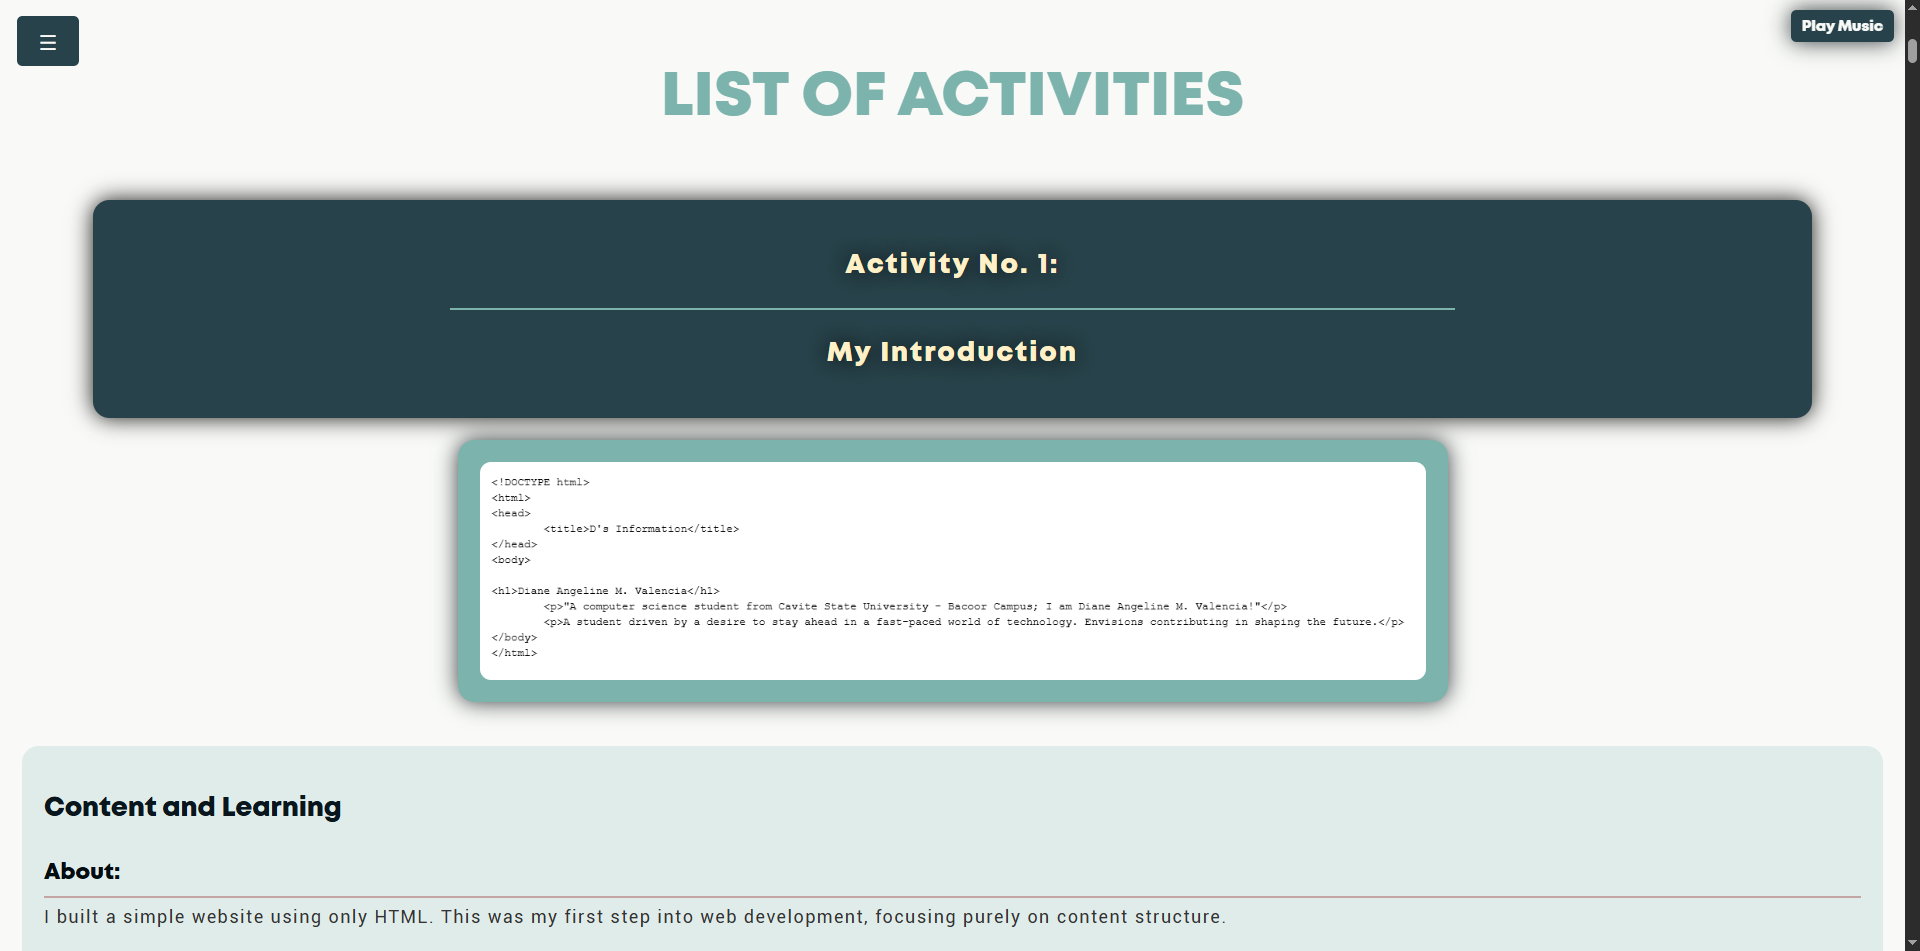 ☰
Play Music
LIST OF ACTIVITIES
Activity No. 1:
My Introduction
<!DOCTYPE html>
<html>
<head>
<title>D's Information</title>
</head>
<body>
<h1>Diane Angeline M. Valencia</h1>
<p>"A computer science student from Cavite State University - Bacoor Campus; I am Diane Angeline M. Valencia!"</p>
<p>A student driven by a desire to stay ahead in a fast-paced world of technology. Envisions contributing in shaping the future.</p>
</body>
</html>
Content and Learning
About:
I built a simple website using only HTML. This was my first step into web development, focusing purely on content structure.